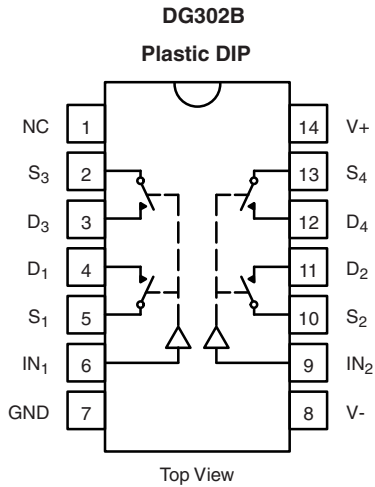 DG302B
Plastic DIP
NC 1 14 V+
S3 2 13 S4
D3 3 12 D4
D1 4 11 D2
S1 5 10 S2
IN1 6 9 IN2
GND 7 8 V-
Top View